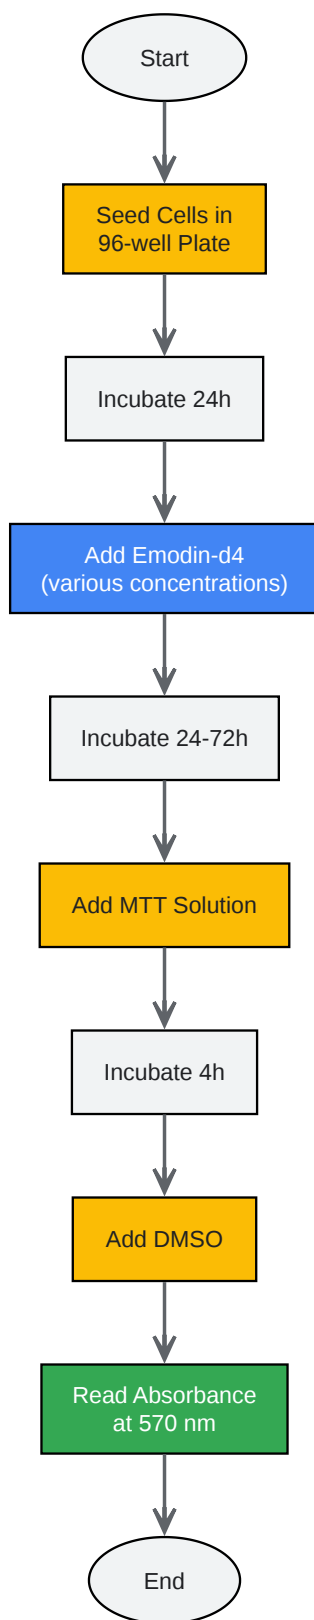 Start
Seed Cells in
96-well Plate
Incubate 24h
Add Emodin-d4
(various concentrations)
Incubate 24-72h
Add MTT Solution
Incubate 4h
Add DMSO
Read Absorbance
at 570 nm
End